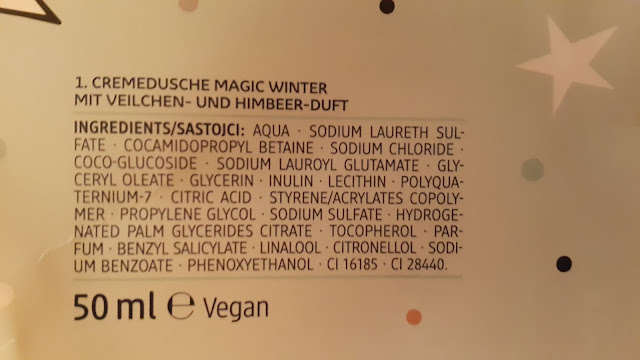 1. CREMEDUSCHE MAGIC WINTER
MIT VEILCHEN- UND HIMBEER-DUFT
INGREDIENTS/SASTOJCI: AQUA · SODIUM LAURETH SUL-
FATE · COCAMIDOPROPYL BETAINE · SODIUM CHLORIDE ·
COCO-GLUCOSIDE · SODIUM LAUROYL GLUTAMATE · GLY-
CERYL OLEATE · GLYCERIN · INULIN · LECITHIN · POLYQUA-
TERNIUM-7 · CITRIC ACID · STYRENE/ACRYLATES COPOLY-
MER · PROPYLENE GLYCOL · SODIUM SULFATE · HYDROGE-
NATED PALM GLYCERIDES CITRATE · TOCOPHEROL · PAR-
FUM · BENZYL SALICYLATE · LINALOOL · CITRONELLOL · SODI-
UM BENZOATE · PHENOXYETHANOL · CI 16185 · CI 28440.
50 ml ℮ Vegan